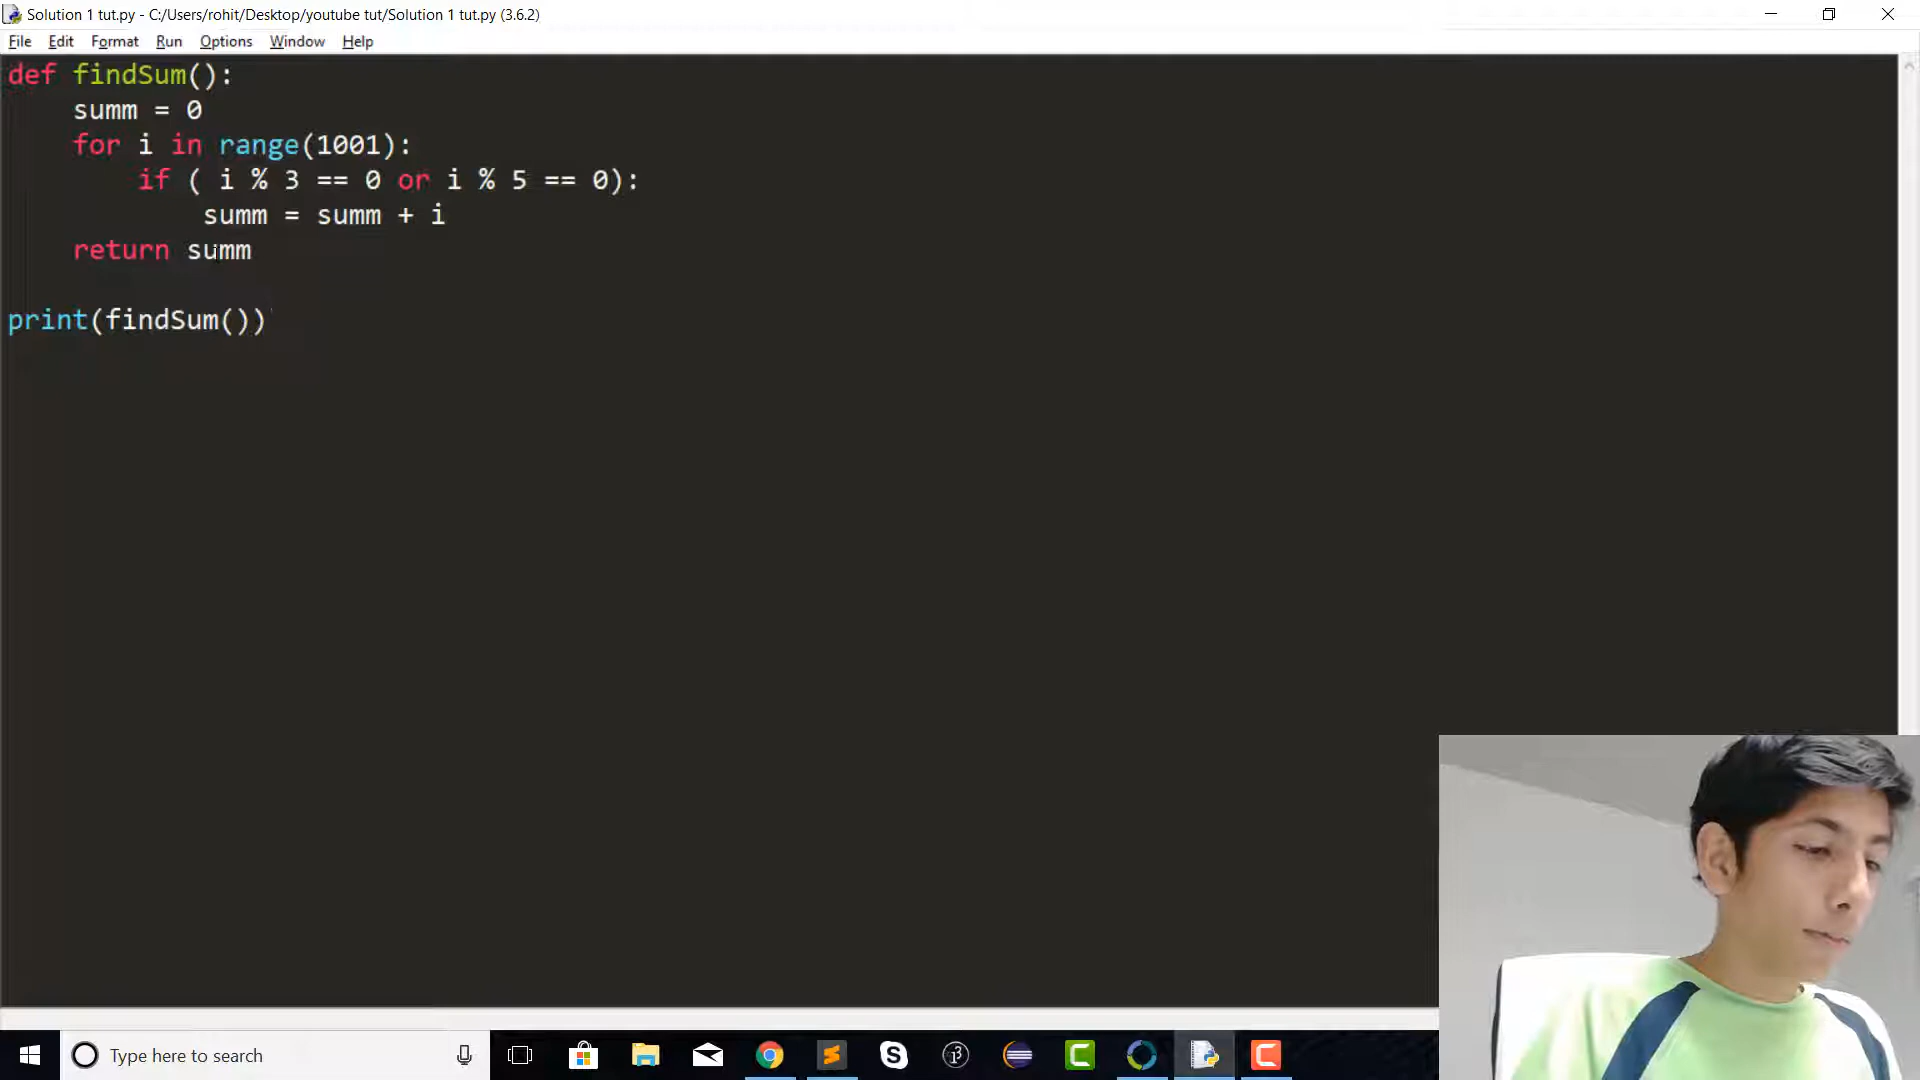 Solution 1 tut.py - C:/Users/rohit/Desktop/youtube tut/Solution 1 tut.py (3.6.2)
File Edit Format Run Options Window Help
def findSum():
    summ = 0
    for i in range(1001):
        if ( i % 3 == 0 or i % 5 == 0):
            summ = summ + i
    return summ
print(findSum())
Type here to search